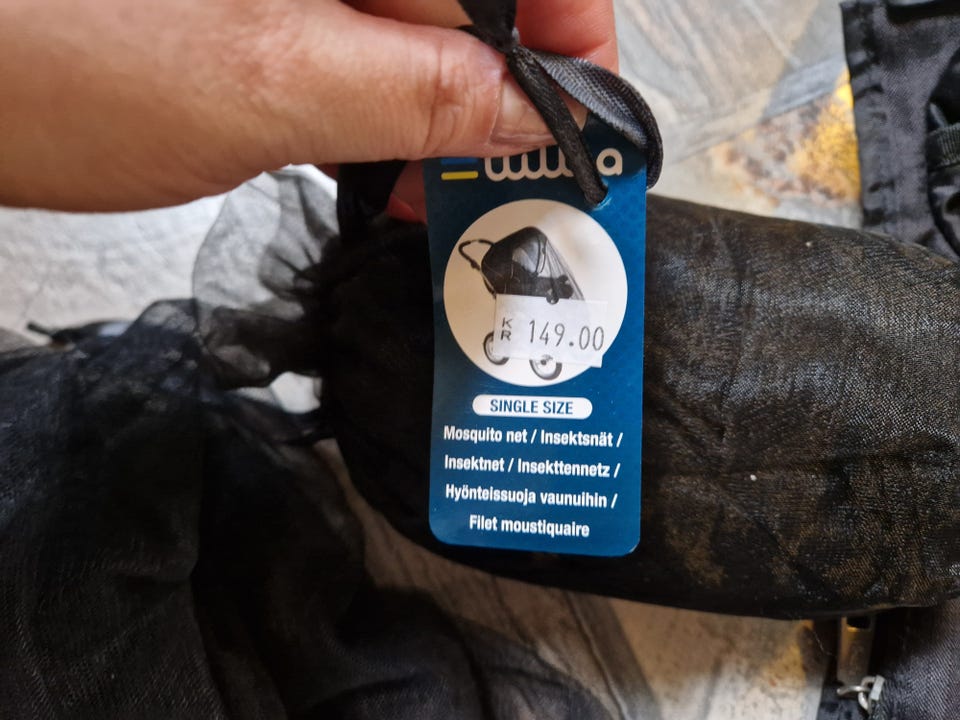 KR 149.00
SINGLE SIZE
Mosquito net / Insektsnät /
Insektnet / Insekttennetz /
Hyönteissuoja vaunuihin /
Filet moustiquaire